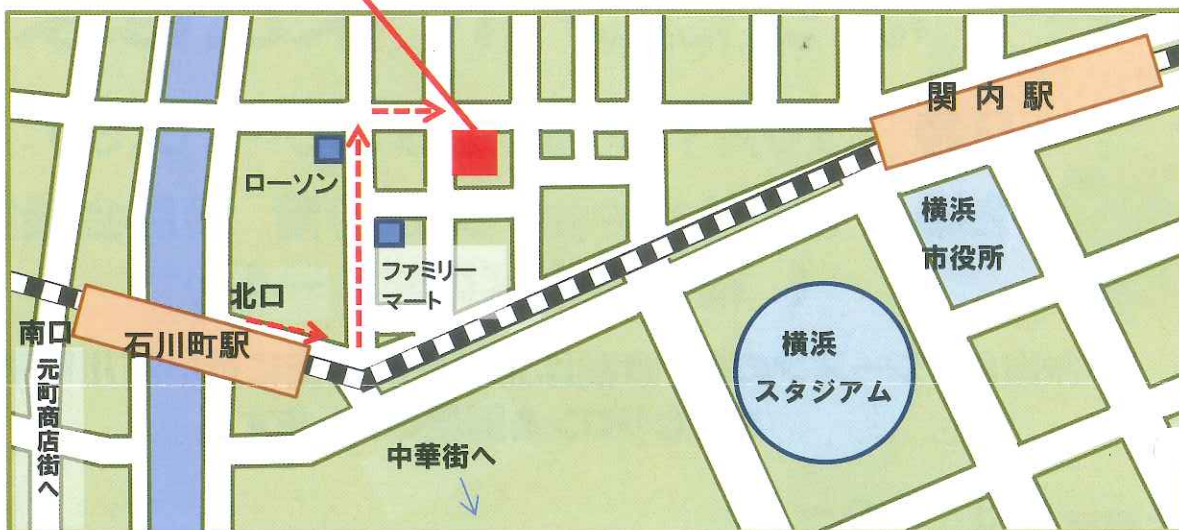 関内駅
ローソン
横浜
市役所
ファミリー
マート
北口
南口
石川町駅
横浜
スタジアム
元町商店街へ
中華街へ